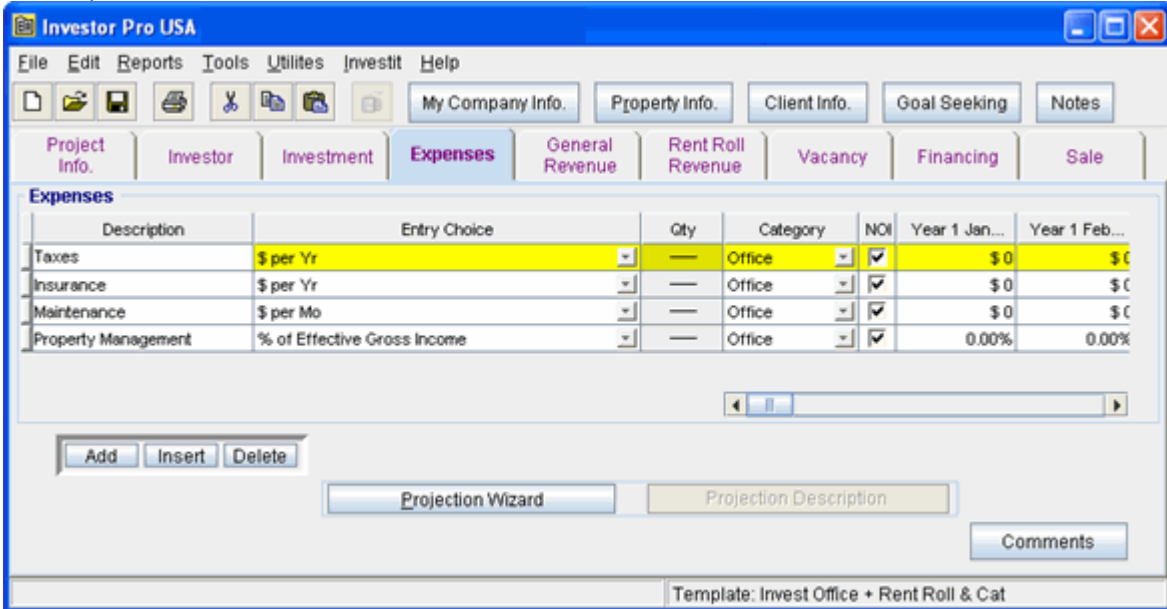 Investor Pro USA
File Edit Reports Tools Utilites Investit Help
My Company Info. Property Info. Client Info. Goal Seeking Notes
Project Info. Investor Investment Expenses General Revenue Rent Roll Revenue Vacancy Financing Sale
Expenses
Description Entry Choice Qty Category NOI Year 1 Jan... Year 1 Feb...
Taxes $ per Yr — Office $ 0 $ 0
Insurance $ per Yr — Office $ 0 $ 0
Maintenance $ per Mo — Office $ 0 $ 0
Property Management % of Effective Gross Income — Office 0.00% 0.00%
Add Insert Delete
Projection Wizard Projection Description
Comments
Template: Invest Office + Rent Roll & Cat